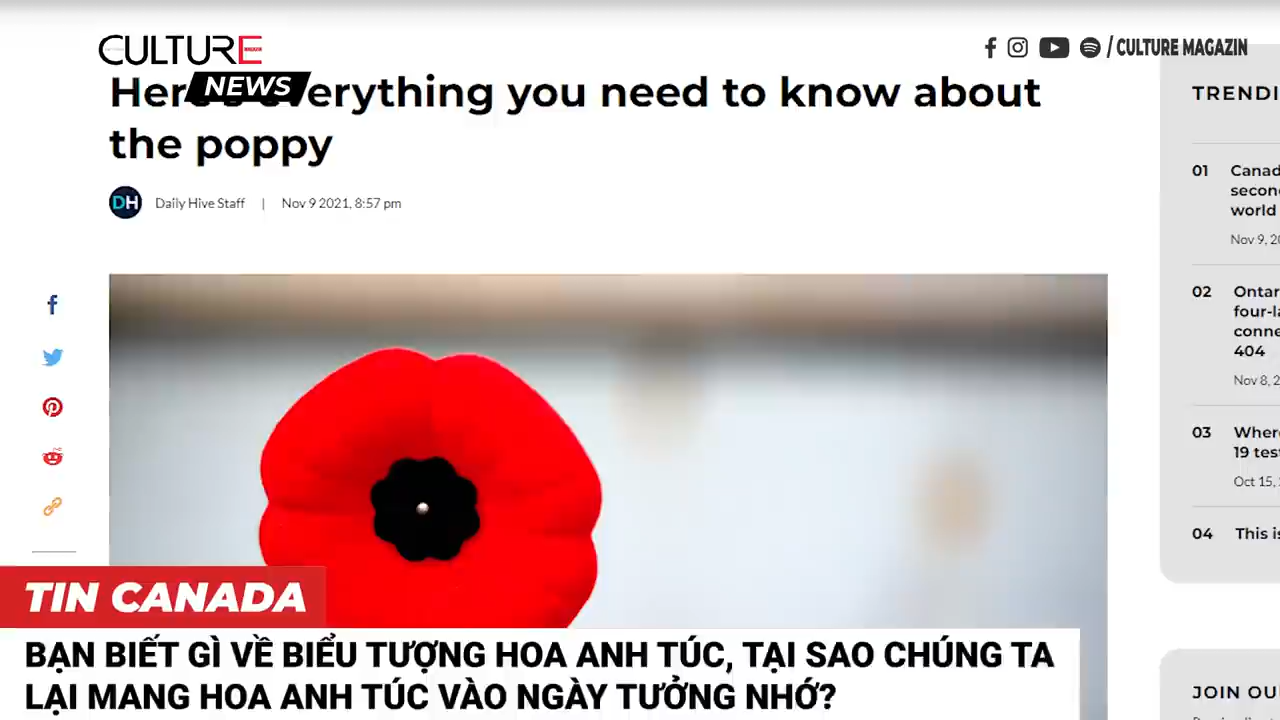 CULTURE
NEWS
/ CULTURE MAGAZIN
Here's everything you need to know about
the poppy
DH
Daily Hive Staff | Nov 9 2021, 8:57 pm
TRENDI
01
Canad
secon
world
Nov 9, 20
02
Ontar
four-la
conne
404
Nov 8, 2
03
Where
19 test
Oct 15,
04
This is
JOIN OU
TIN CANADA
BẠN BIẾT GÌ VỀ BIỂU TƯỢNG HOA ANH TÚC, TẠI SAO CHÚNG TA
LẠI MANG HOA ANH TÚC VÀO NGÀY TƯỞNG NHỚ?